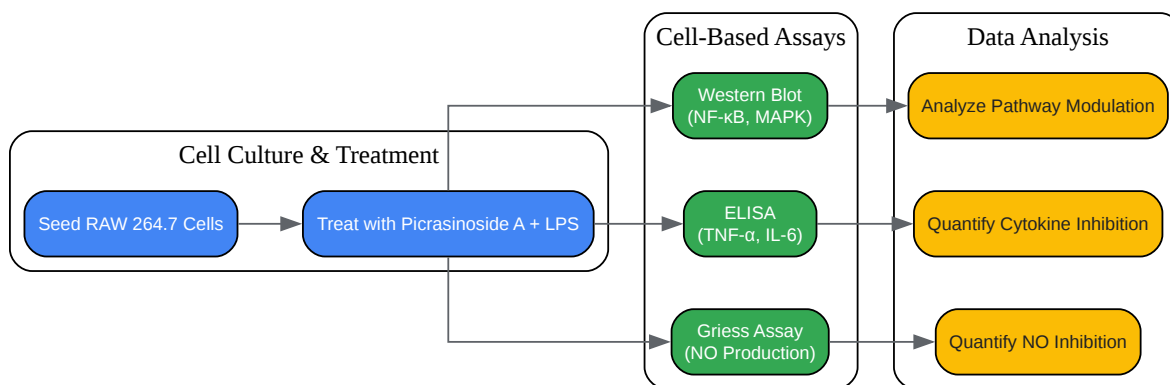 Cell-Based Assays
Data Analysis
Western Blot
(NF-κB, MAPK)
Analyze Pathway Modulation
Cell Culture & Treatment
Seed RAW 264.7 Cells
Treat with Picrasinoside A + LPS
ELISA
(TNF-α, IL-6)
Quantify Cytokine Inhibition
Griess Assay
(NO Production)
Quantify NO Inhibition